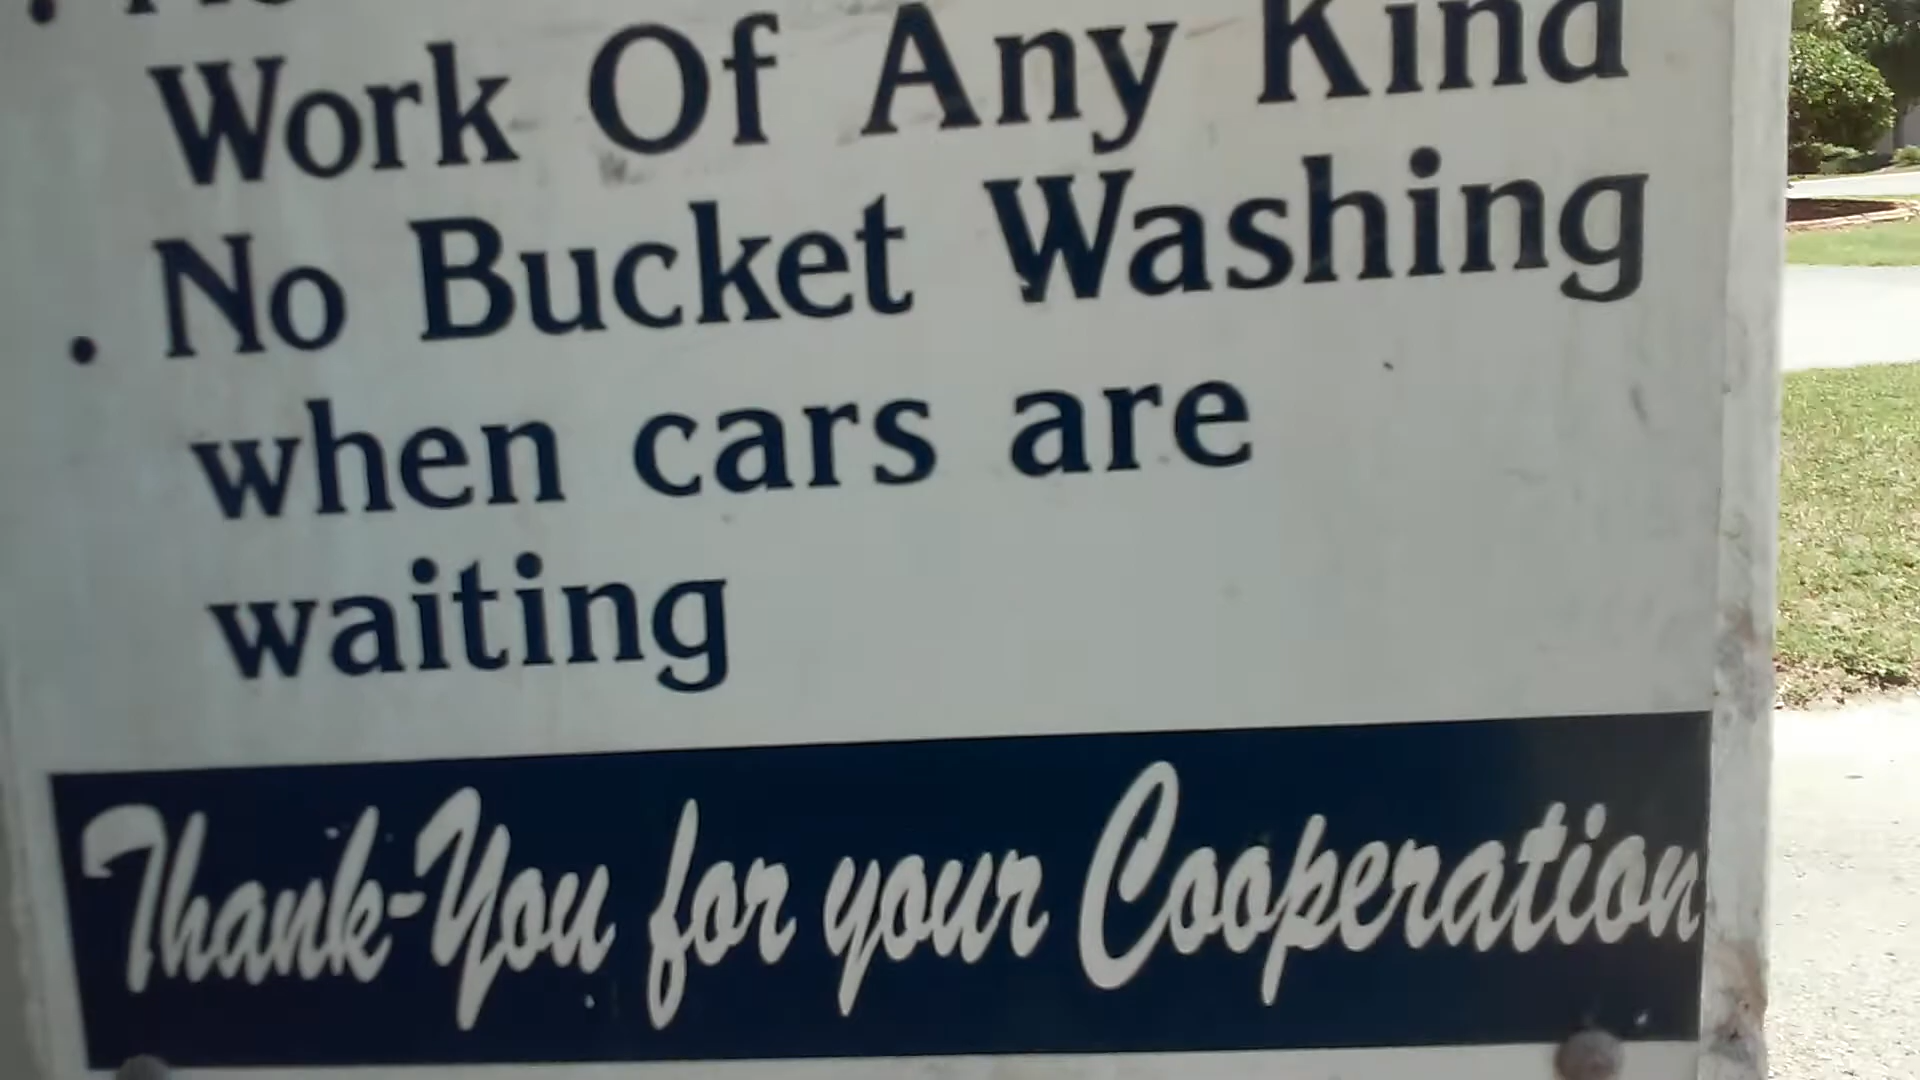 Work Of Any Kind
. No Bucket Washing
when cars are
waiting
Thank-You for your Cooperation